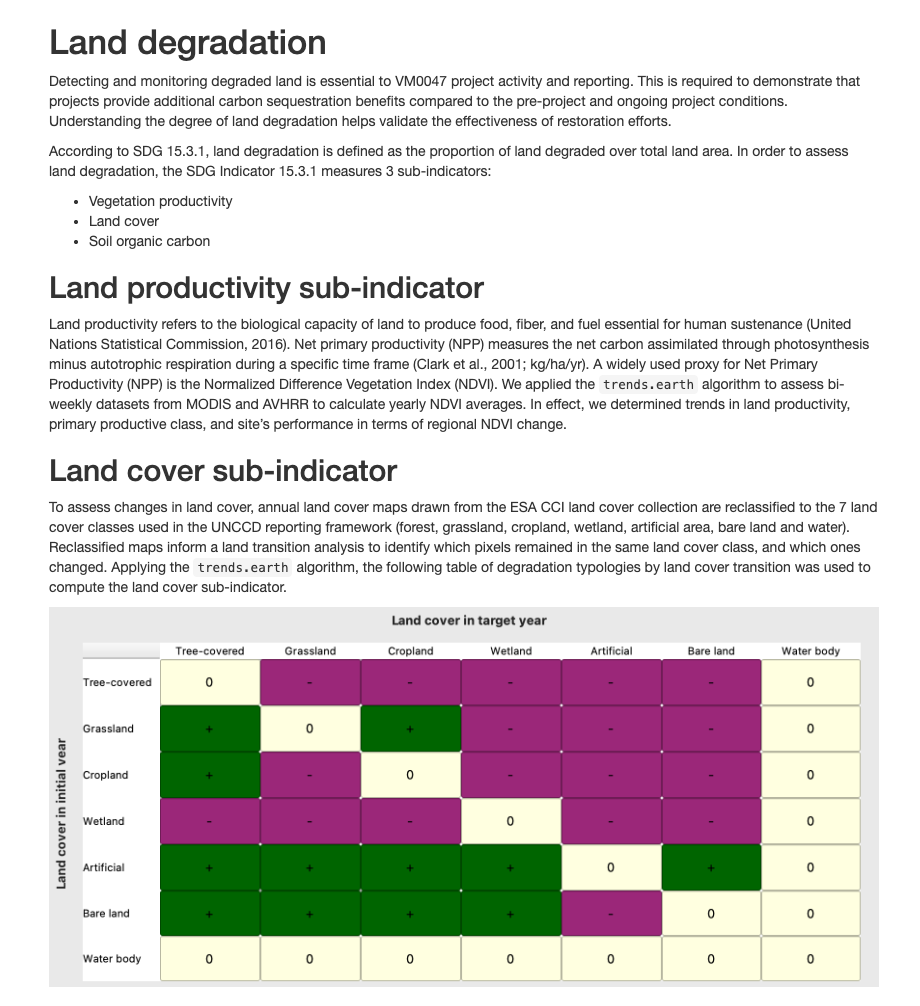 Land degradation
Detecting and monitoring degraded land is essential to VM0047 project activity and reporting. This is required to demonstrate that
projects provide additional carbon sequestration benefits compared to the pre-project and ongoing project conditions.
Understanding the degree of land degradation helps validate the effectiveness of restoration efforts.
According to SDG 15.3.1, land degradation is defined as the proportion of land degraded over total land area. In order to assess
land degradation, the SDG Indicator 15.3.1 measures 3 sub-indicators:
• Vegetation productivity
• Land cover
• Soil organic carbon
Land productivity sub-indicator
Land productivity refers to the biological capacity of land to produce food, fiber, and fuel essential for human sustenance (United
Nations Statistical Commission, 2016). Net primary productivity (NPP) measures the net carbon assimilated through photosynthesis
minus autotrophic respiration during a specific time frame (Clark et al., 2001; kg/ha/yr). A widely used proxy for Net Primary
Productivity (NPP) is the Normalized Difference Vegetation Index (NDVI). We applied the trends.earth algorithm to assess bi-
weekly datasets from MODIS and AVHRR to calculate yearly NDVI averages. In effect, we determined trends in land productivity,
primary productive class, and site's performance in terms of regional NDVI change.
Land cover sub-indicator
To assess changes in land cover, annual land cover maps drawn from the ESA CCI land cover collection are reclassified to the 7 land
cover classes used in the UNCCD reporting framework (forest, grassland, cropland, wetland, artificial area, bare land and water).
Reclassified maps inform a land transition analysis to identify which pixels remained in the same land cover class, and which ones
changed. Applying the trends.earth algorithm, the following table of degradation typologies by land cover transition was used to
compute the land cover sub-indicator.
Land cover in target year
Tree-covered Grassland Cropland Wetland Artificial Bare land Water body
Land cover in initial year
Tree-covered 0 - - - - - 0
Grassland + 0 + - - - 0
Cropland + - 0 - - - 0
Wetland - - - 0 - - 0
Artificial + + + + 0 + 0
Bare land + + + + - 0 0
Water body 0 0 0 0 0 0 0